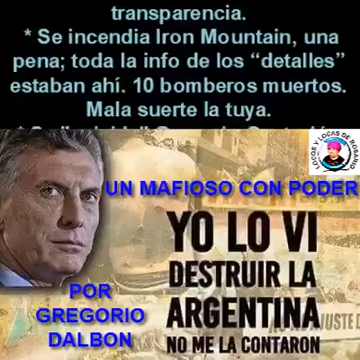 transparencia.
* Se incendia Iron Mountain, una
pena; toda la info de los “detalles”
estaban ahí. 10 bomberos muertos.
Mala suerte la tuya.
LOCOS Y LOCAS DE ROSARIO
UN MAFIOSO CON PODER
YO LO VI
DESTRUIR LA
ARGENTINA
NO ME LA CONTARON
POR
GREGORIO
DALBON
NO
AJUSTE